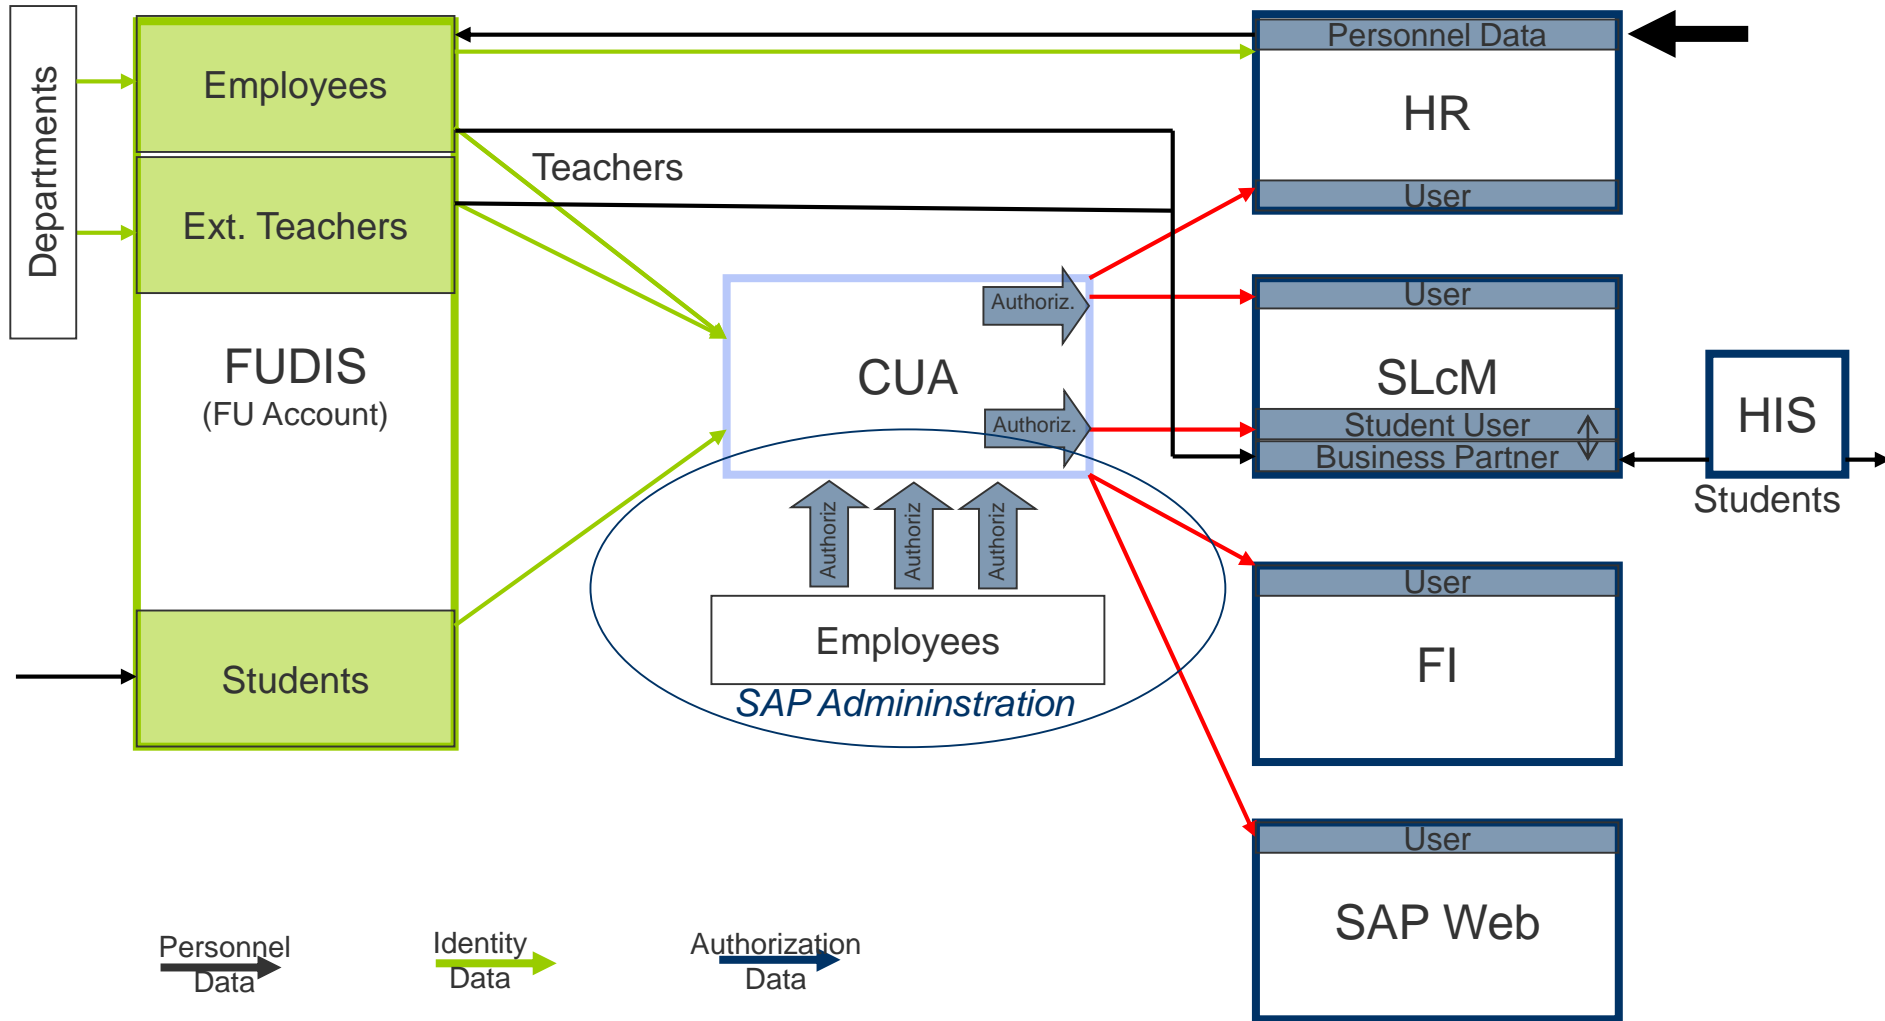 Departments
Employees
Ext. Teachers
FUDIS
(FU Account)
Students
Teachers
CUA
Authoriz.
Authoriz.
Authoriz
Authoriz
Authoriz
Employees
SAP Admininstration
Personnel Data
HR
User
User
SLcM
Student User
Business Partner
HIS
Students
User
FI
User
SAP Web
Personnel
Data
Identity
Data
Authorization
Data